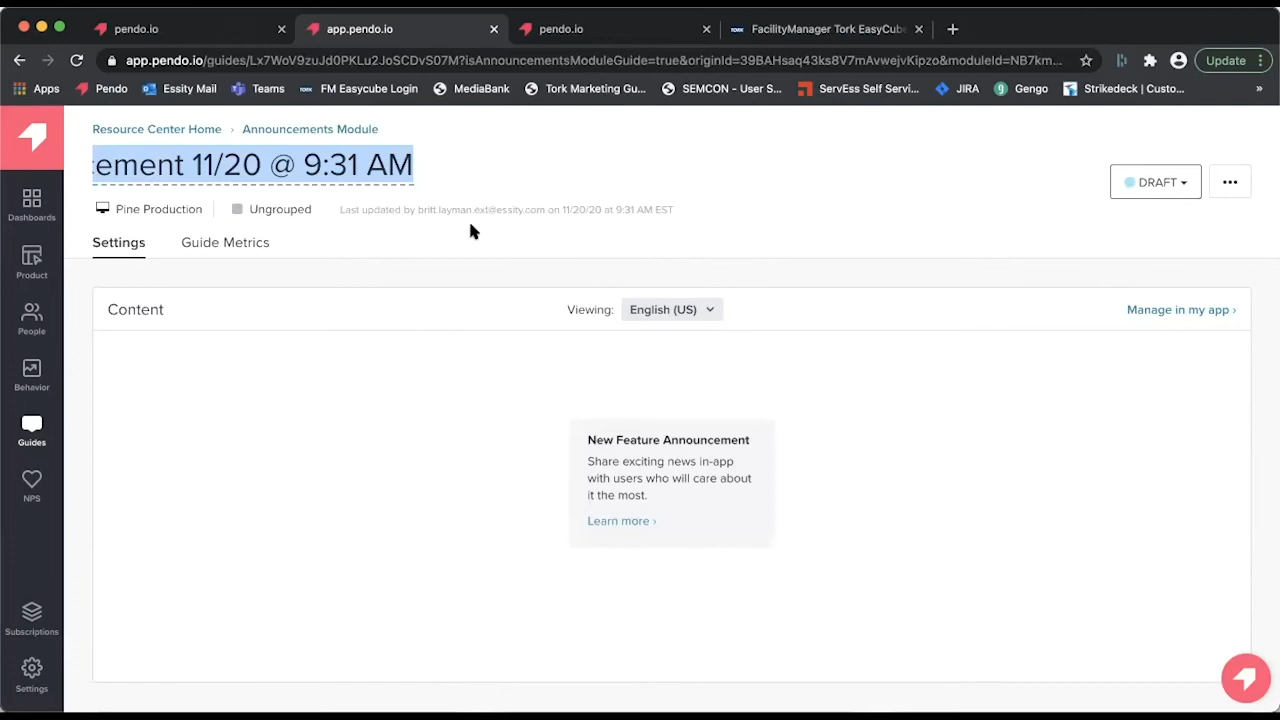 pendo.io
app.pendo.io
pendo.io
TORK FacilityManager Tork EasyCube
app.pendo.io/guides/Lx7WoV9zuJd0PKLu2JoSCDvS07M?isAnnouncementsModuleGuide=true&originId=39BAHsaq43ks8V7mAvwejvKipzo&moduleId=NB7km...
Update
Apps
Pendo
Essity Mail
Teams
TORK FM Easycube Login
MediaBank
Tork Marketing Gu...
SEMCON - User S...
ServEss Self Servi...
JIRA
Gengo
Strikedeck | Custo...
»
Resource Center Home › Announcements Module
cement 11/20 @ 9:31 AM
DRAFT
Pine Production
Ungrouped
Last updated by britt.layman.ext@essity.com on 11/20/20 at 9:31 AM EST
Settings
Guide Metrics
Dashboards
Product
People
Behavior
Guides
NPS
Subscriptions
Settings
Content
Viewing: English (US)
Manage in my app ›
New Feature Announcement
Share exciting news in-app
with users who will care about
it the most.
Learn more ›